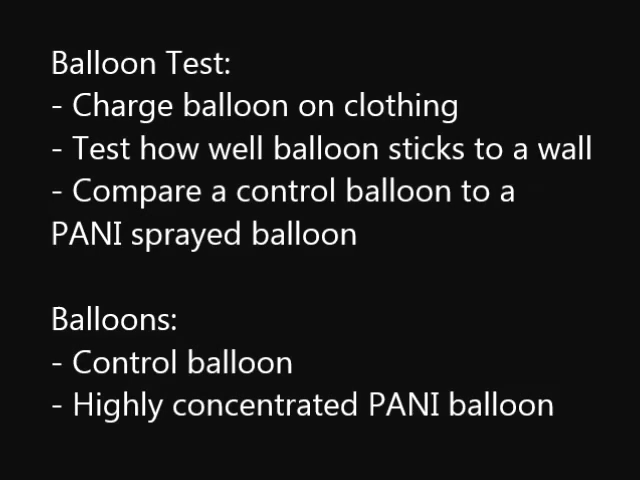 Balloon Test:
- Charge balloon on clothing
- Test how well balloon sticks to a wall
- Compare a control balloon to a
PANI sprayed balloon
Balloons:
- Control balloon
- Highly concentrated PANI balloon